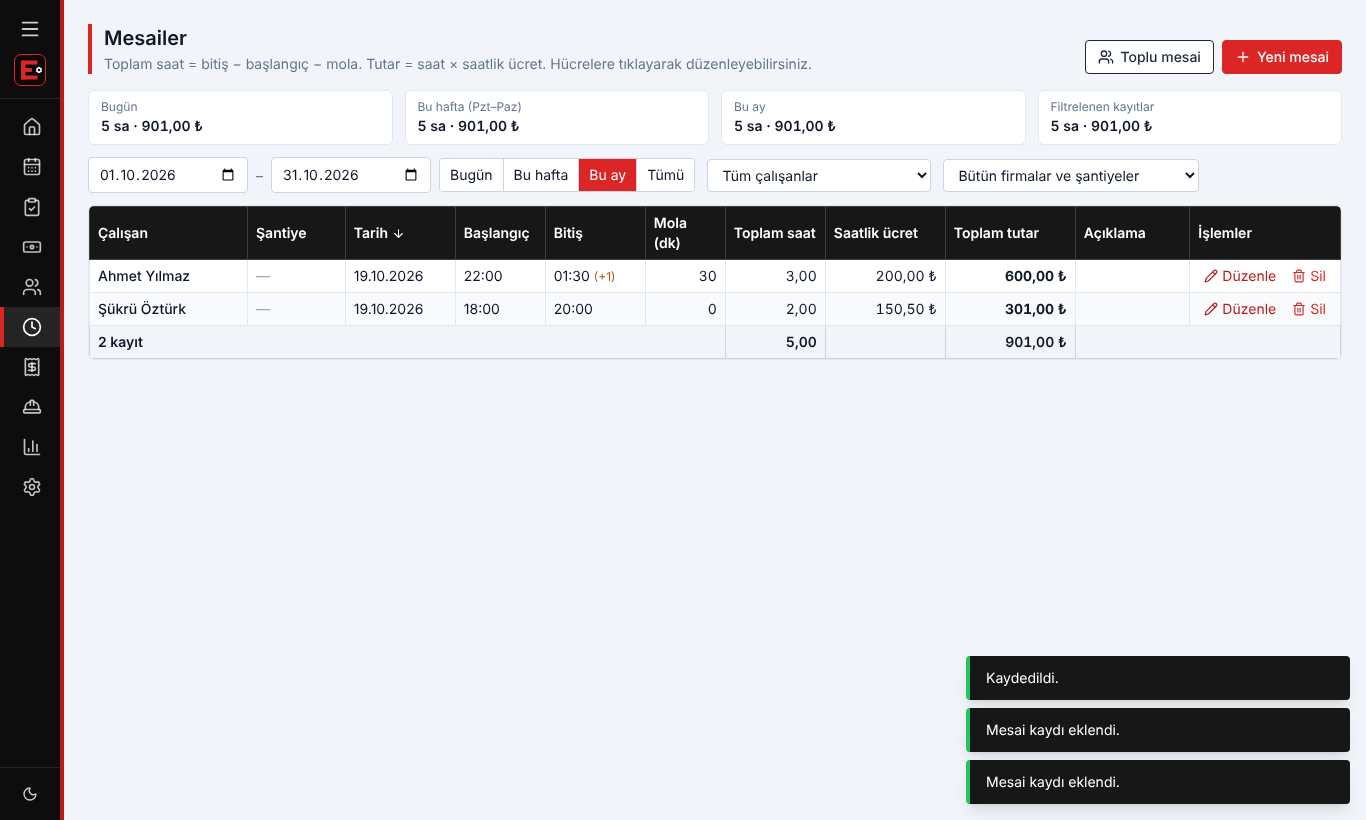 Mesailer
Toplam saat = bitiş − başlangıç − mola. Tutar = saat × saatlik ücret. Hücrelere tıklayarak düzenleyebilirsiniz.
Toplu mesai
Yeni mesai
Bugün
5 sa · 901,00 ₺
Bu hafta (Pzt–Paz)
5 sa · 901,00 ₺
Bu ay
5 sa · 901,00 ₺
Filtrelenen kayıtlar
5 sa · 901,00 ₺
01.10.2026 – 31.10.2026 Bugün Bu hafta Bu ay Tümü Tüm çalışanlar Bütün firmalar ve şantiyeler
Çalışan Şantiye Tarih ↓ Başlangıç Bitiş Mola (dk) Toplam saat Saatlik ücret Toplam tutar Açıklama İşlemler
Ahmet Yılmaz — 19.10.2026 22:00 01:30 (+1) 30 3,00 200,00 ₺ 600,00 ₺ Düzenle Sil
Şükrü Öztürk — 19.10.2026 18:00 20:00 0 2,00 150,50 ₺ 301,00 ₺ Düzenle Sil
2 kayıt 5,00 901,00 ₺
Kaydedildi.
Mesai kaydı eklendi.
Mesai kaydı eklendi.